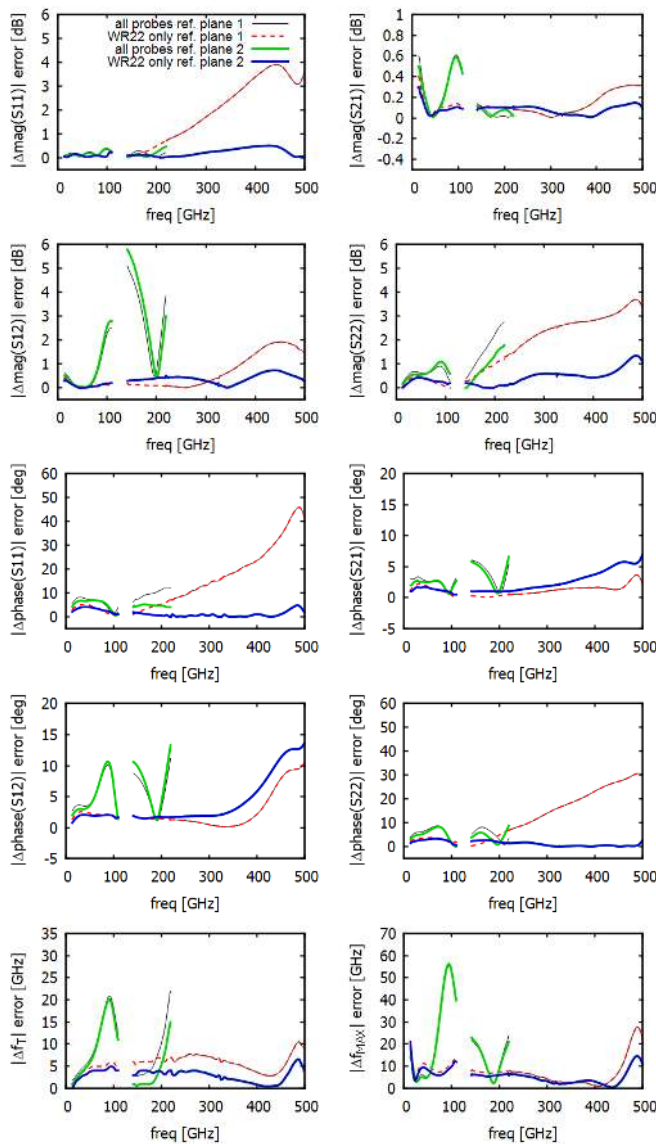 all probes ref. plane 1
WR22 only ref. plane 1
all probes ref. plane 2
WR22 only ref. plane 2
|Δmag(S11)| error [dB]
6
5
4
3
2
1
0
0 100 200 300 400 500
freq [GHz]
|Δmag(S21)| error [dB]
1
0.8
0.6
0.4
0.2
0
-0.2
-0.4
0 100 200 300 400 500
freq [GHz]
|Δmag(S12)| error [dB]
6
5
4
3
2
1
0
0 100 200 300 400 500
freq [GHz]
|Δmag(S22)| error [dB]
6
5
4
3
2
1
0
0 100 200 300 400 500
freq [GHz]
|Δphase(S11)| error [deg]
60
50
40
30
20
10
0
0 100 200 300 400 500
freq [GHz]
|Δphase(S21)| error [deg]
20
15
10
5
0
-5
0 100 200 300 400 500
freq [GHz]
|Δphase(S12)| error [deg]
20
15
10
5
0
-5
0 100 200 300 400 500
freq [GHz]
|Δphase(S22)| error [deg]
60
50
40
30
20
10
0
0 100 200 300 400 500
freq [GHz]
|Δf_T| error [GHz]
35
30
25
20
15
10
5
0
0 100 200 300 400 500
freq [GHz]
|Δf_MAX| error [GHz]
70
60
50
40
30
20
10
0
0 100 200 300 400 500
freq [GHz]